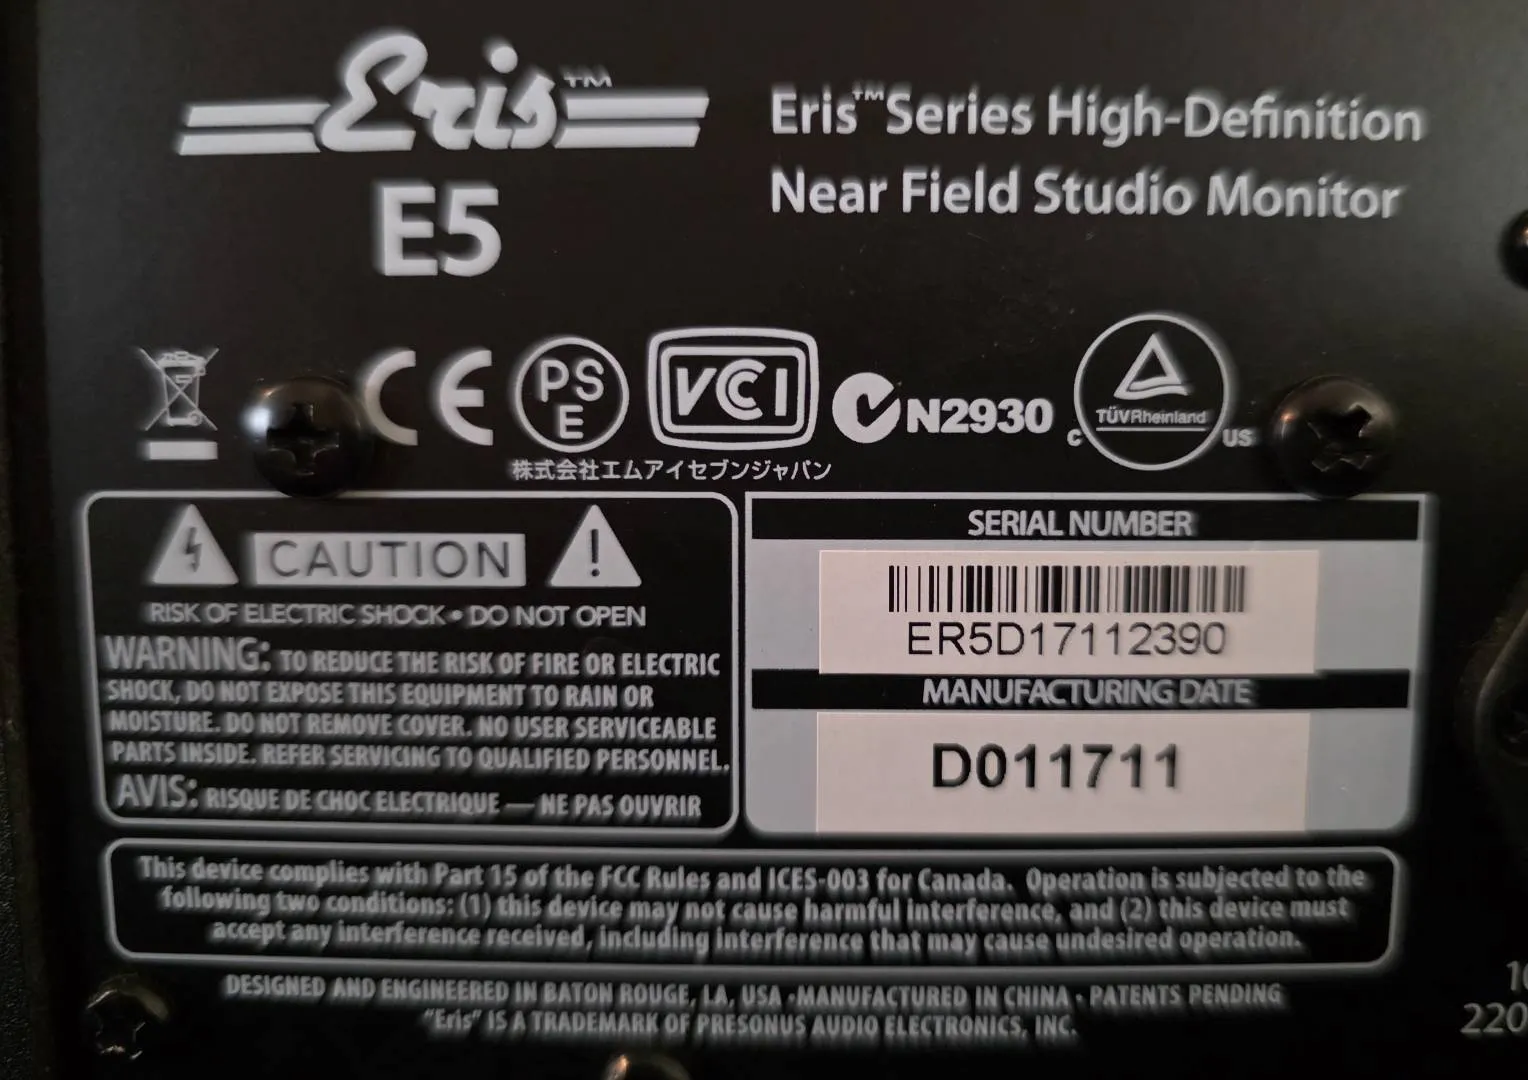 Eris™
E5
Eris™ Series High-Definition
Near Field Studio Monitor
CE
PS
E
VCCI
N2930
C
TÜVRheinland
US
株式会社エムアイセブンジャパン
CAUTION
RISK OF ELECTRIC SHOCK • DO NOT OPEN
WARNING: TO REDUCE THE RISK OF FIRE OR ELECTRIC
SHOCK, DO NOT EXPOSE THIS EQUIPMENT TO RAIN OR
MOISTURE. DO NOT REMOVE COVER. NO USER SERVICEABLE
PARTS INSIDE. REFER SERVICING TO QUALIFIED PERSONNEL.
AVIS: RISQUE DE CHOC ELECTRIQUE — NE PAS OUVRIR
SERIAL NUMBER
ER5D17112390
MANUFACTURING DATE
D011711
This device complies with Part 15 of the FCC Rules and ICES-003 for Canada. Operation is subjected to the
following two conditions: (1) this device may not cause harmful interference, and (2) this device must
accept any interference received, including interference that may cause undesired operation.
DESIGNED AND ENGINEERED IN BATON ROUGE, LA, USA • MANUFACTURED IN CHINA • PATENTS PENDING
"Eris" IS A TRADEMARK OF PRESONUS AUDIO ELECTRONICS, INC.
220